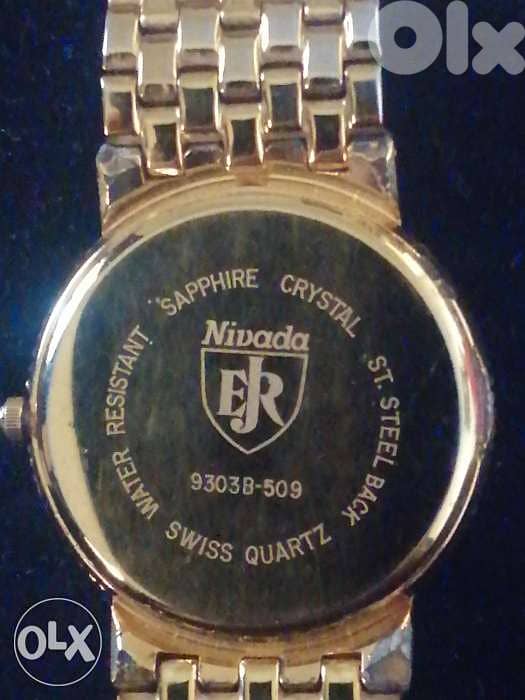 OLX
SAPPHIRE CRYSTAL ST. STEEL BACK
WATER RESISTANT
Nivada
EJR
9303B-509
SWISS QUARTZ
OLX